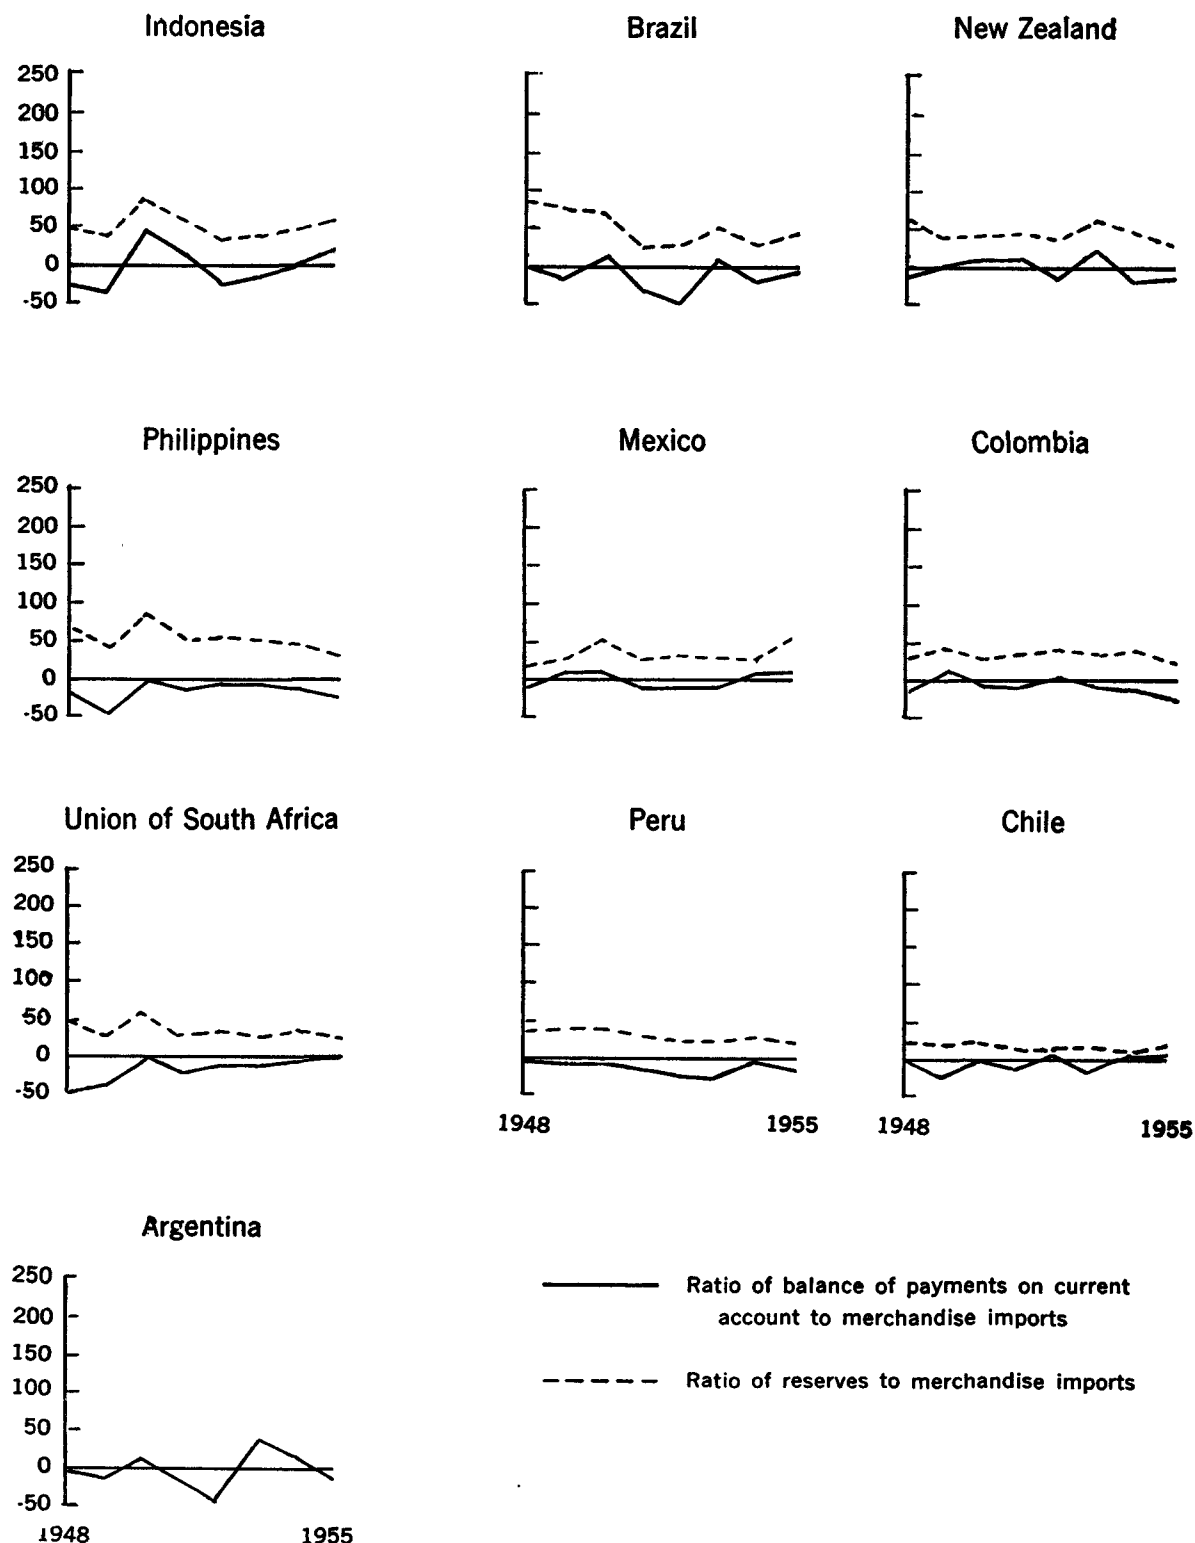 Indonesia
Brazil
New Zealand
250
200
150
100
50
0
-50
Philippines
Mexico
Colombia
250
200
150
100
50
0
-50
Union of South Africa
Peru
Chile
250
200
150
100
50
0
-50
1948 1955 1948 1955
Argentina
250
200
150
100
50
0
-50
1948 1955
Ratio of balance of payments on current
account to merchandise imports
Ratio of reserves to merchandise imports